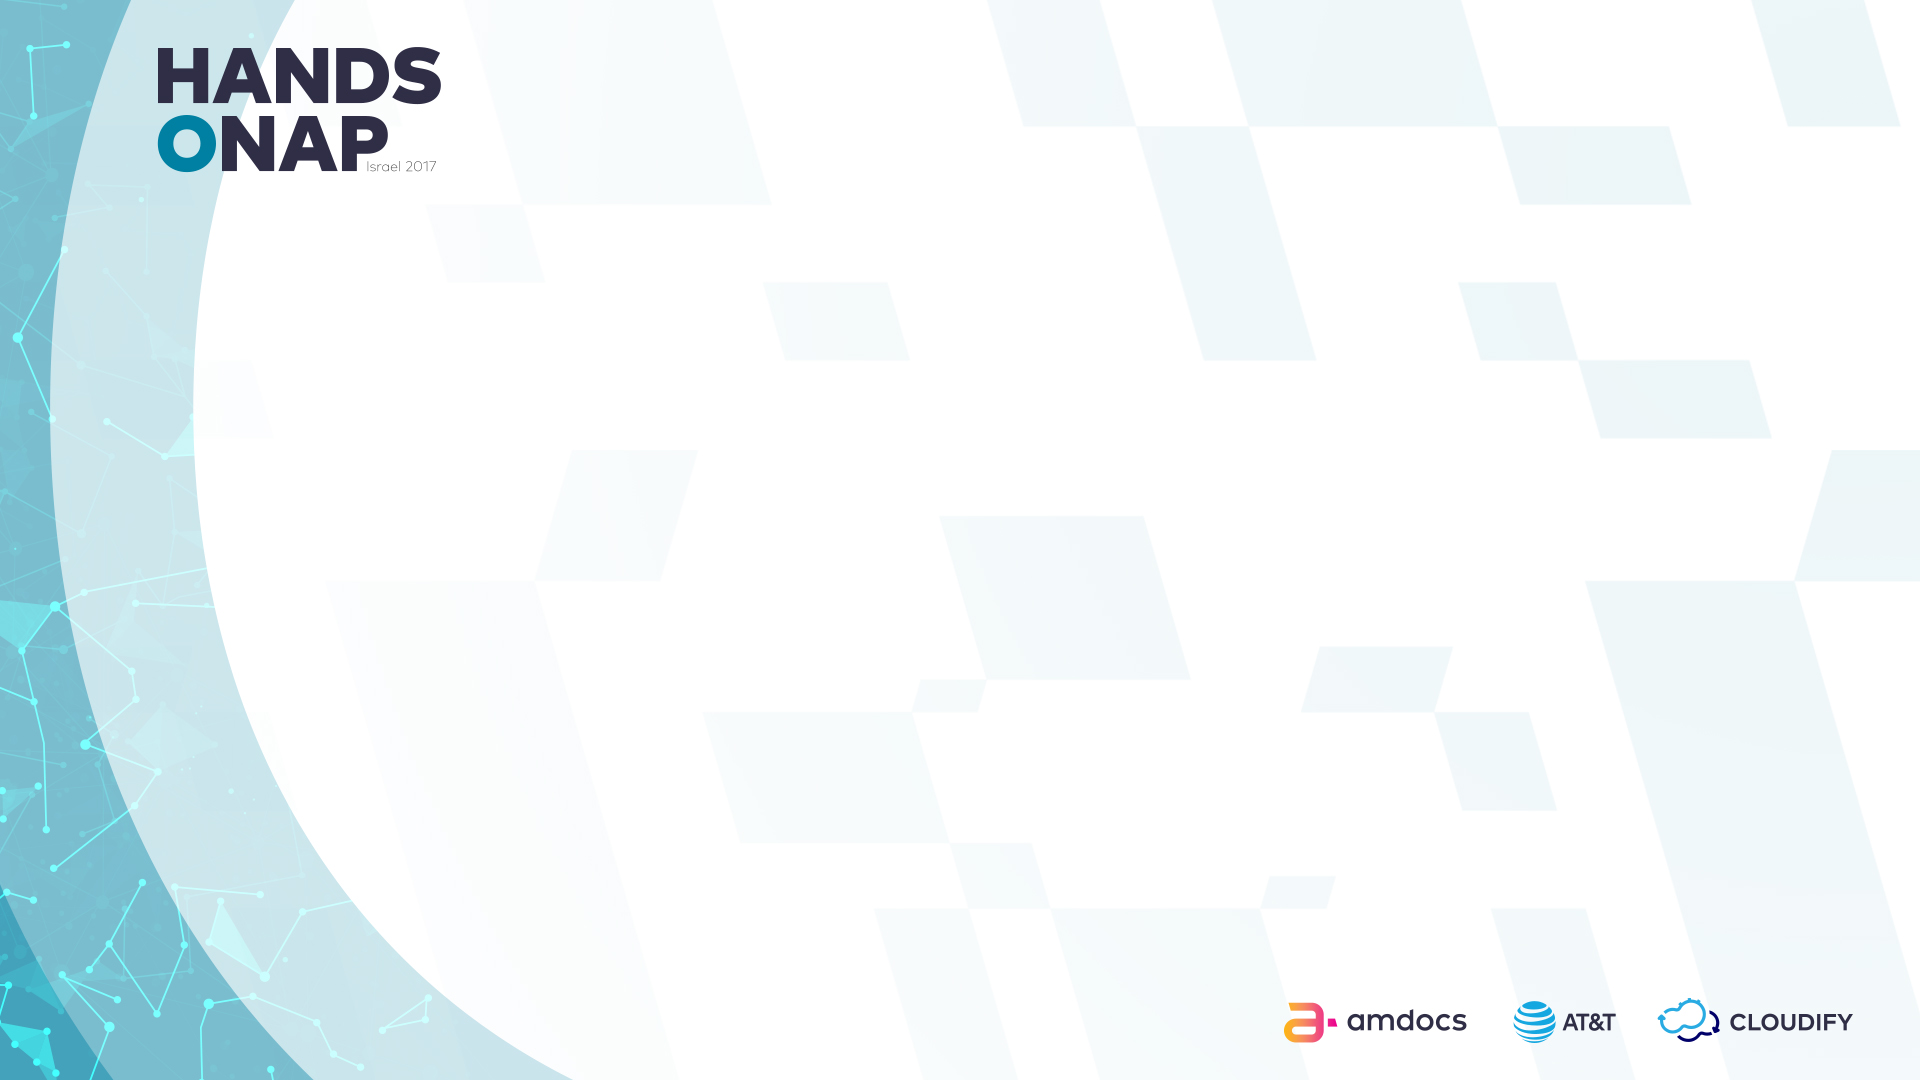 HANDS
ONAP
Israel 2017
amdocs
AT&T
CLOUDIFY